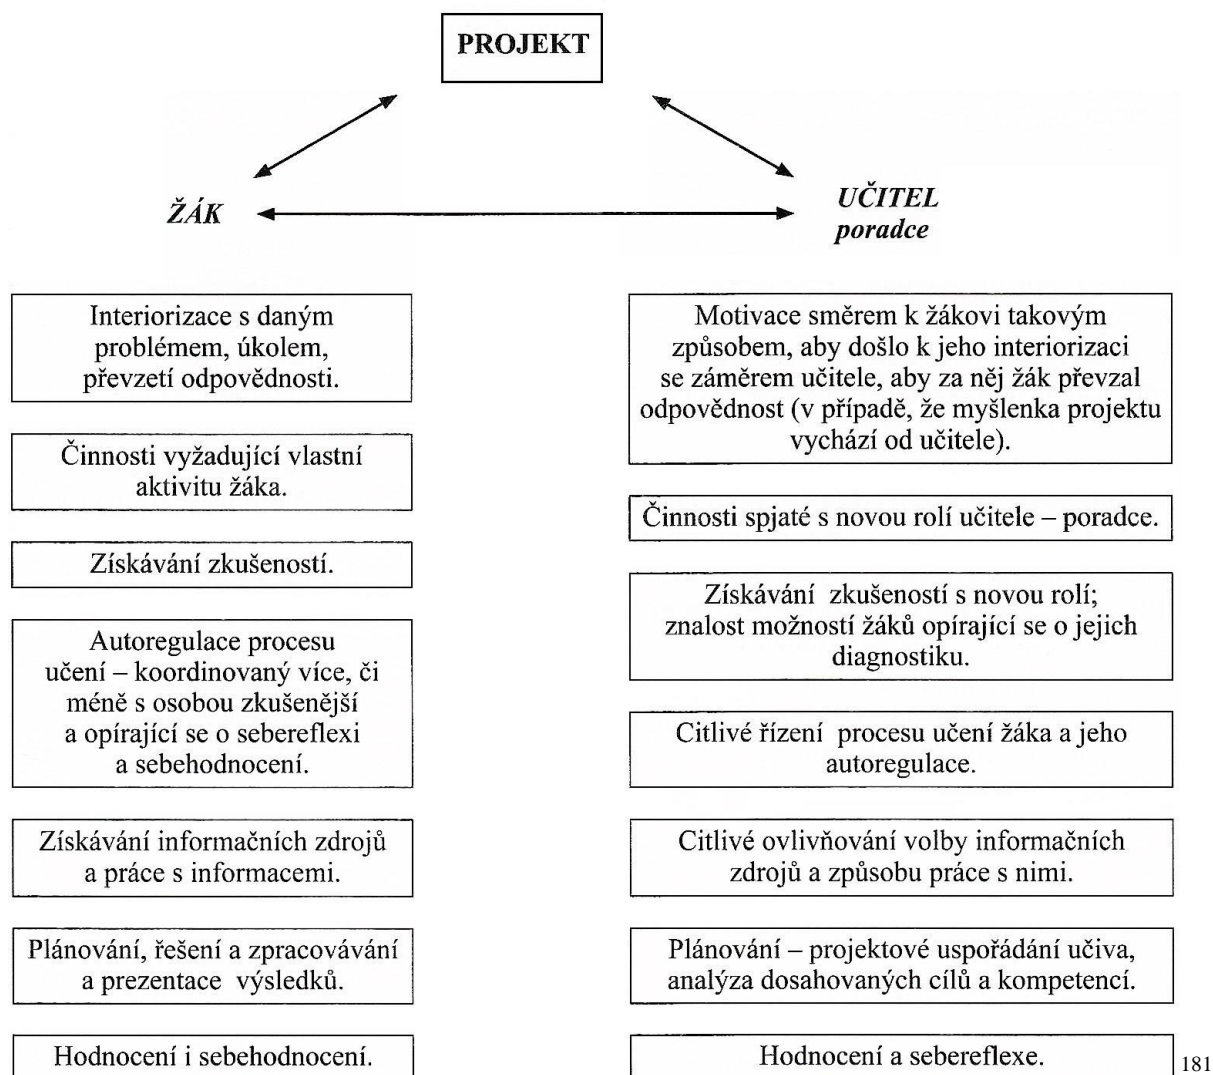 PROJEKT
ŽÁK
UČITEL
poradce
Interiorizace s daným
problémem, úkolem,
převzetí odpovědnosti.
Činnosti vyžadující vlastní
aktivitu žáka.
Získávání zkušeností.
Autoregulace procesu
učení – koordinovaný více, či
méně s osobou zkušenější
a opírající se o sebereflexi
a sebehodnocení.
Získávání informačních zdrojů
a práce s informacemi.
Plánování, řešení a zpracovávání
a prezentace výsledků.
Hodnocení i sebehodnocení.
Motivace směrem k žákovi takovým
způsobem, aby došlo k jeho interiorizaci
se záměrem učitele, aby za něj žák převzal
odpovědnost (v případě, že myšlenka projektu
vychází od učitele).
Činnosti spjaté s novou rolí učitele – poradce.
Získávání zkušeností s novou rolí;
znalost možností žáků opírající se o jejich
diagnostiku.
Citlivé řízení procesu učení žáka a jeho
autoregulace.
Citlivé ovlivňování volby informačních
zdrojů a způsobu práce s nimi.
Plánování – projektové uspořádání učiva,
analýza dosahovaných cílů a kompetencí.
Hodnocení a sebereflexe.
181